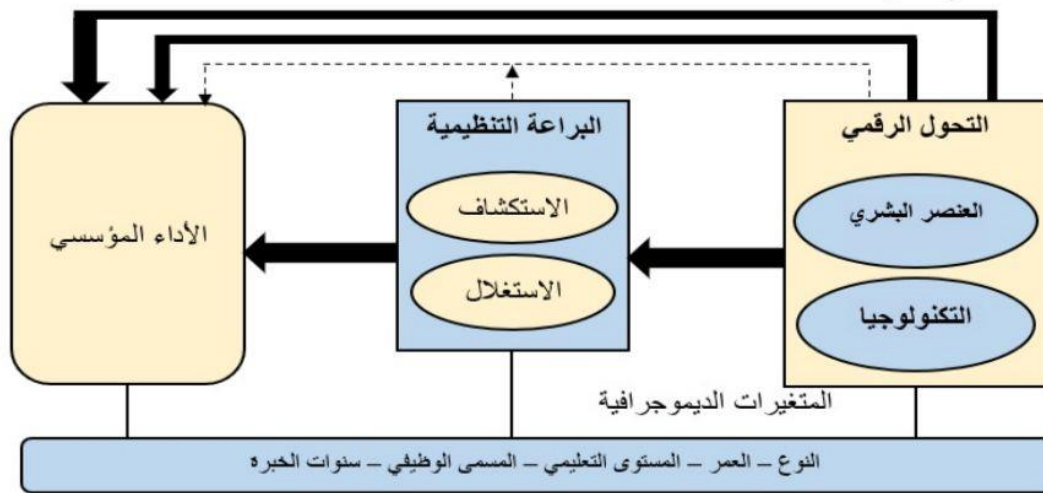 التحول الرقمي
العنصر البشري
التكنولوجيا
البراعة التنظيمية
الاستكشاف
الاستغلال
الأداء المؤسسي
المتغيرات الديموجرافية
النوع – العمر – المستوى التعليمي – المسمى الوظيفي – سنوات الخبرة